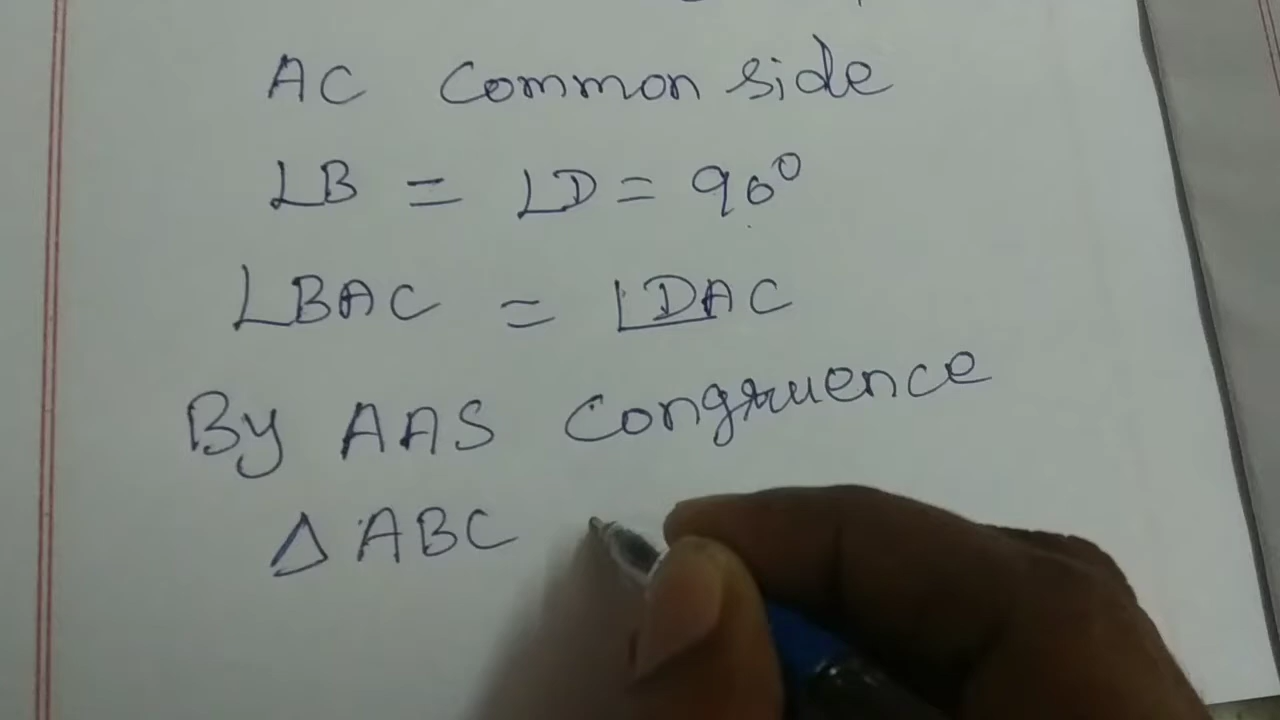 AC Common side
∠B = ∠D = 90°
∠BAC = ∠DAC
By AAS Congruence
△ ABC